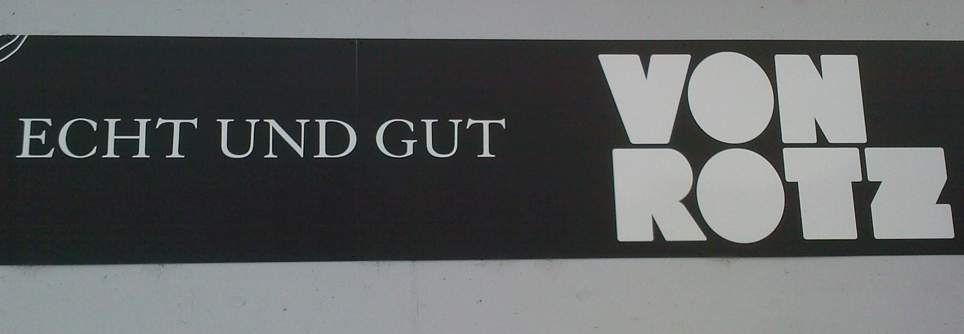 ECHT UND GUT
VON
ROTZ